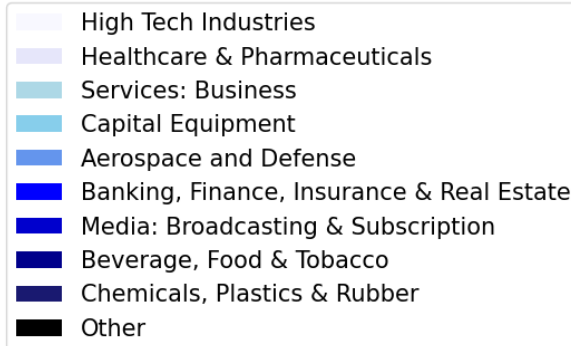 High Tech Industries
Healthcare & Pharmaceuticals
Services: Business
Capital Equipment
Aerospace and Defense
Banking, Finance, Insurance & Real Estate
Media: Broadcasting & Subscription
Beverage, Food & Tobacco
Chemicals, Plastics & Rubber
Other